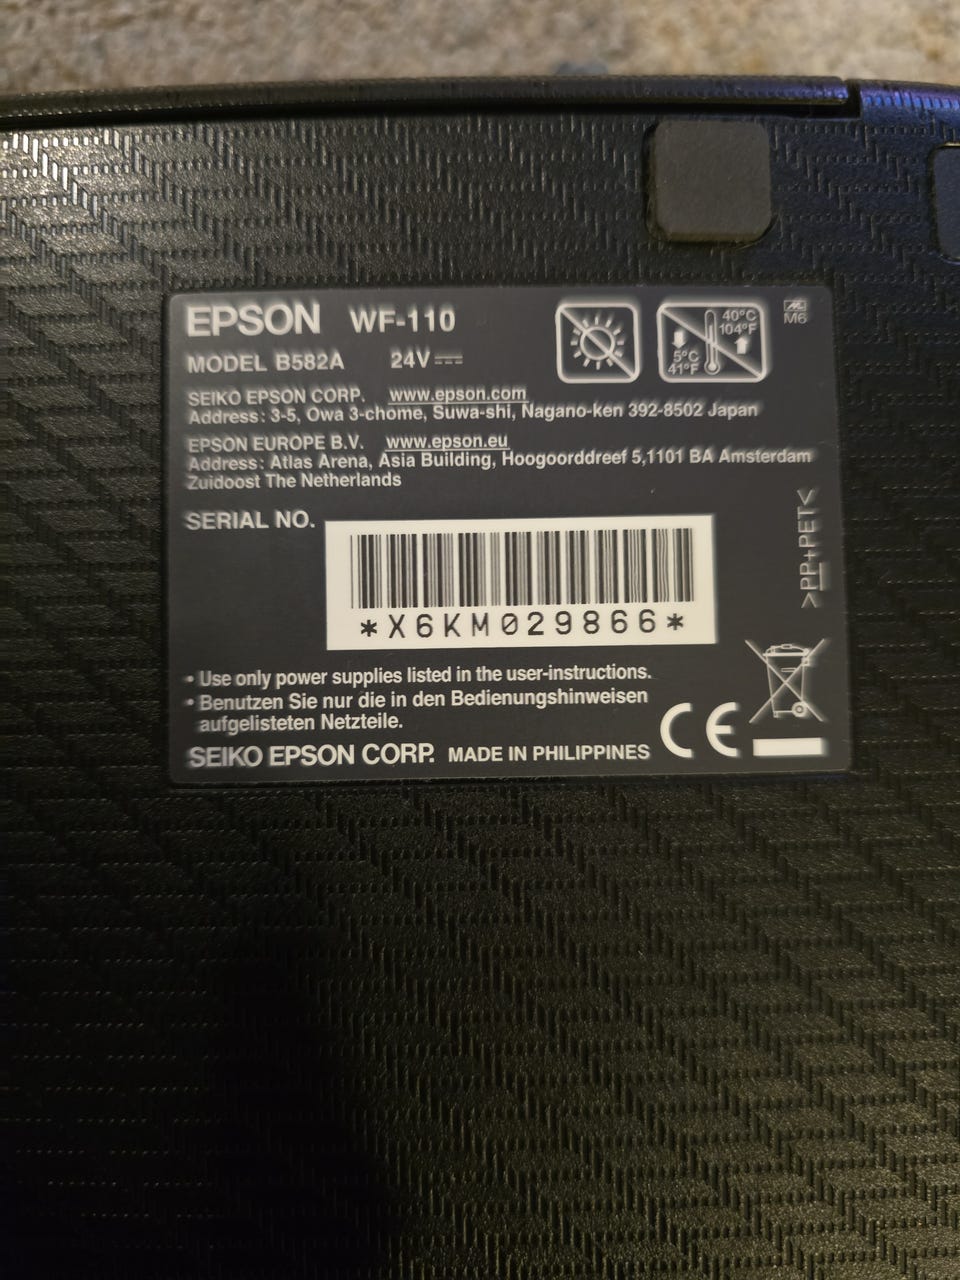 EPSON WF-110
MODEL B582A 24V
40°C
104°F
5°C
41°F
M6
SEIKO EPSON CORP. www.epson.com
Address: 3-5, Owa 3-chome, Suwa-shi, Nagano-ken 392-8502 Japan
EPSON EUROPE B.V. www.epson.eu
Address: Atlas Arena, Asia Building, Hoogoorddreef 5,1101 BA Amsterdam
Zuidoost The Netherlands
SERIAL NO.
*X6KM029866*
>PP+PET<
• Use only power supplies listed in the user-instructions.
• Benutzen Sie nur die in den Bedienungshinweisen
aufgelisteten Netzteile.
CE
SEIKO EPSON CORP. MADE IN PHILIPPINES